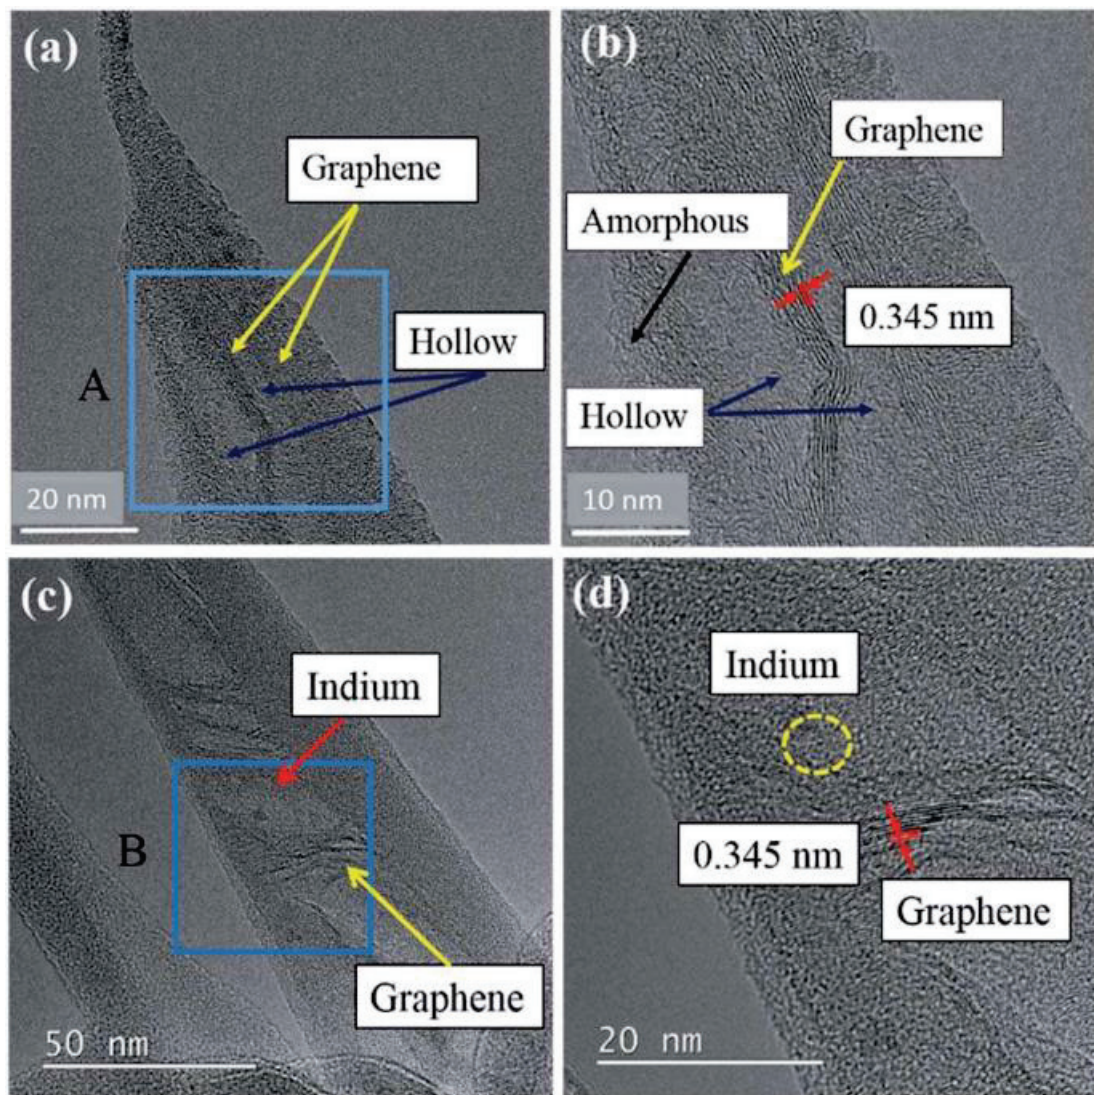 (a)
Graphene
Hollow
A
20 nm
(b)
Graphene
Amorphous
0.345 nm
Hollow
10 nm
(c)
Indium
B
Graphene
50 nm
(d)
Indium
0.345 nm
Graphene
20 nm